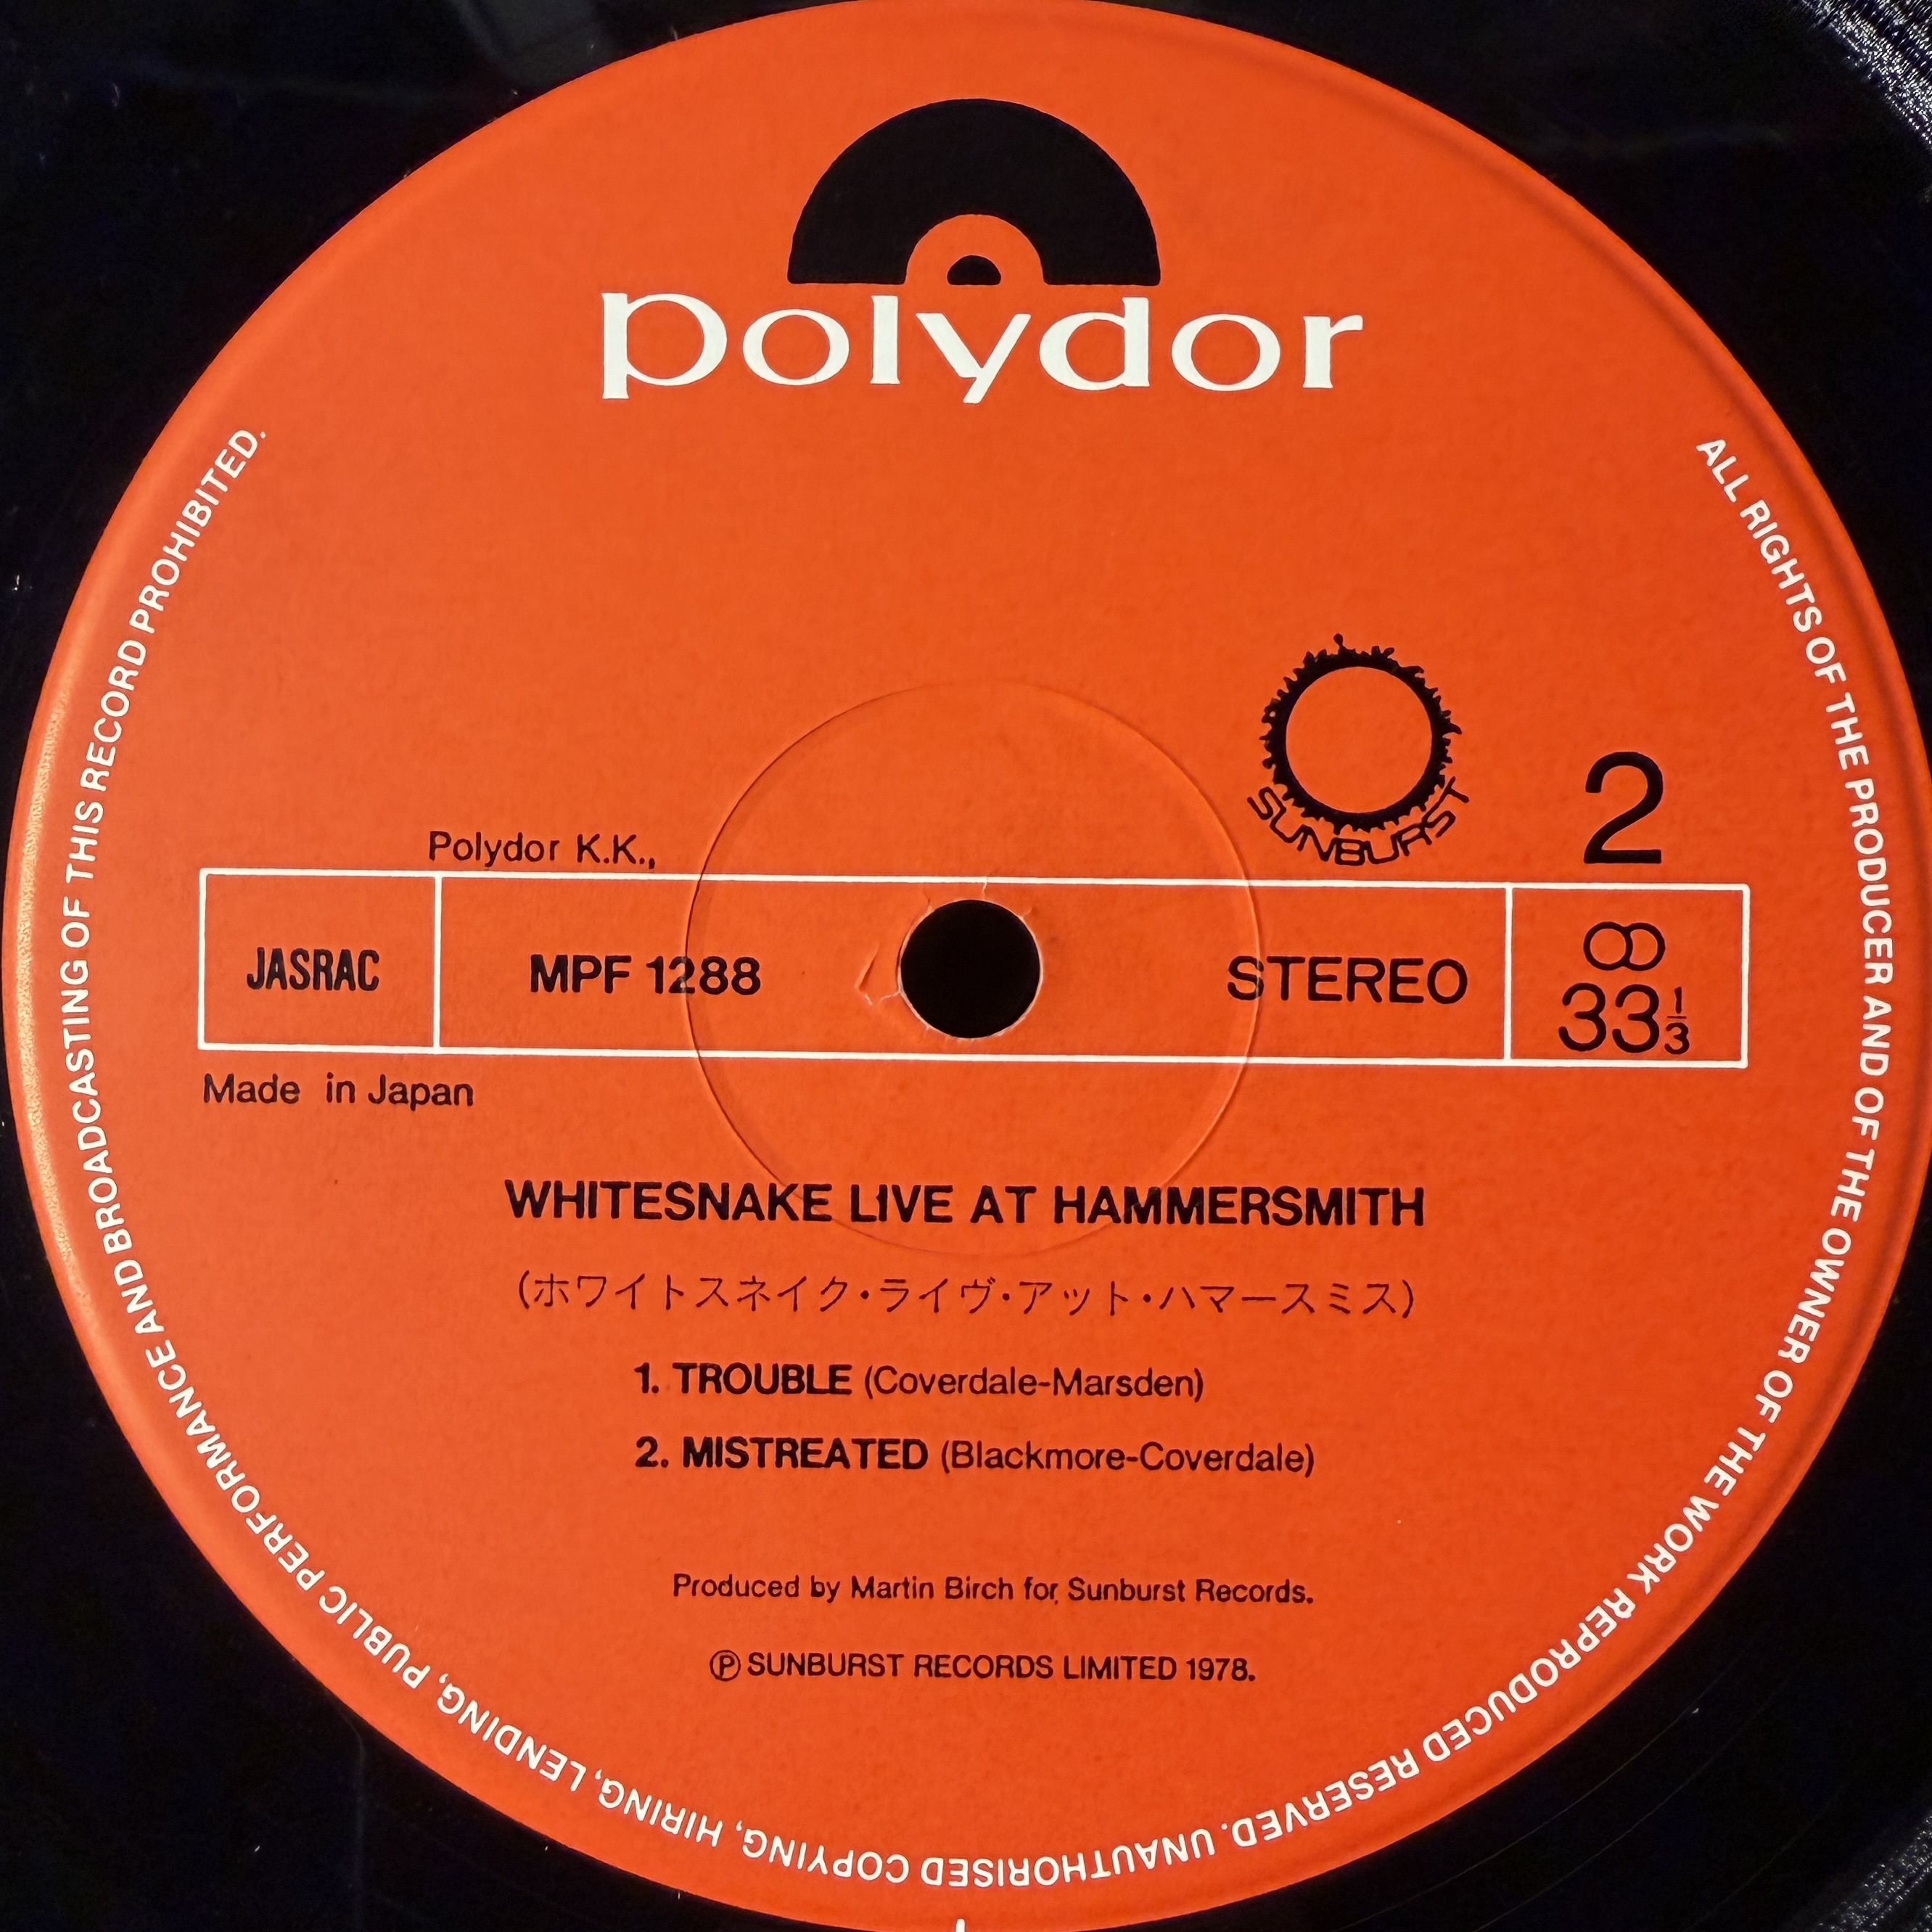 polydor
SUNBURST
2
Polydor K.K.,
JASRAC
MPF 1288
STEREO
33 1/3
Made in Japan
WHITESNAKE LIVE AT HAMMERSMITH
(ホワイトスネイク・ライヴ・アット・ハマースミス)
1. TROUBLE (Coverdale-Marsden)
2. MISTREATED (Blackmore-Coverdale)
Produced by Martin Birch for Sunburst Records.
Ⓟ SUNBURST RECORDS LIMITED 1978.
ALL RIGHTS OF THE PRODUCER AND OF THE OWNER OF THE WORK REPRODUCED RESERVED. UNAUTHORISED COPYING, HIRING, LENDING, PUBLIC PERFORMANCE AND BROADCASTING OF THIS RECORD PROHIBITED.